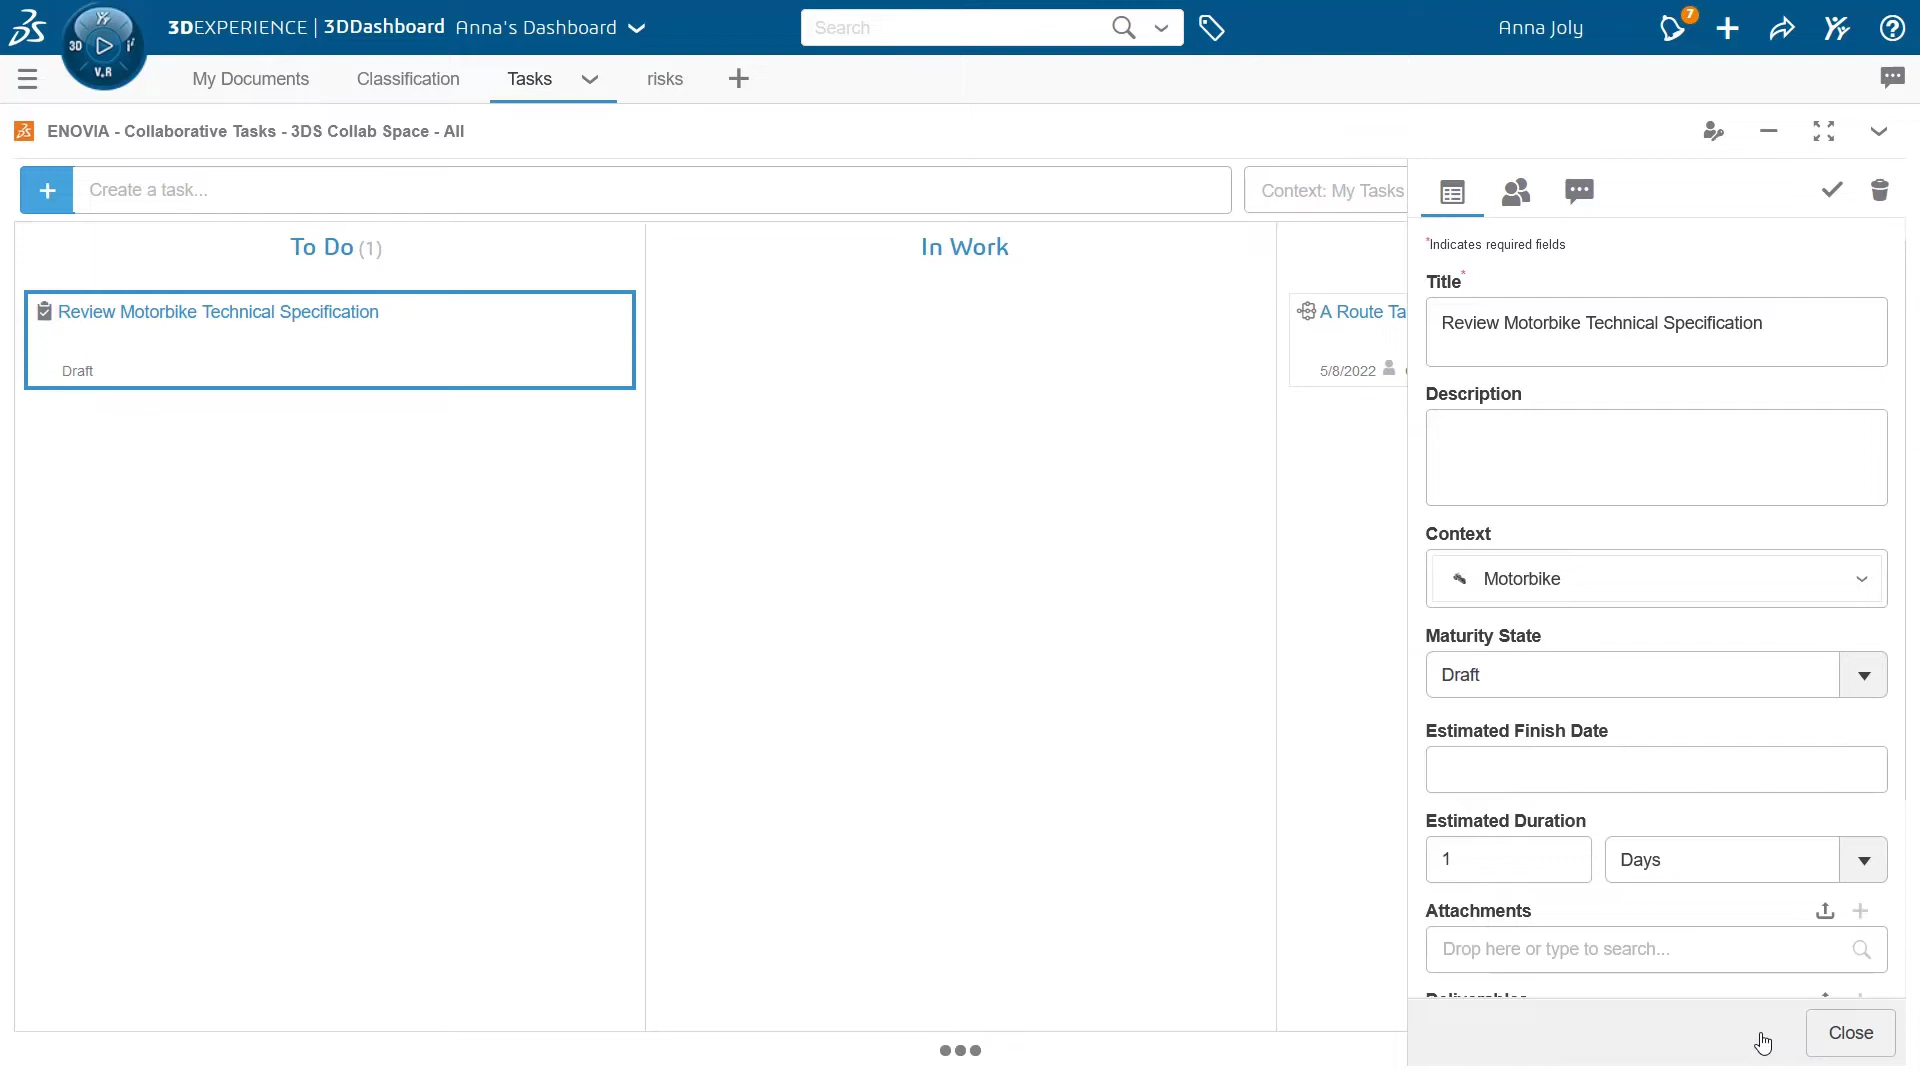 3DEXPERIENCE | 3DDashboard Anna's Dashboard
Search
Anna Joly
7
3D
i
V.R
My Documents
Classification
Tasks
risks
ENOVIA - Collaborative Tasks - 3DS Collab Space - All
Create a task...
Context: My Tasks
To Do (1)
In Work
Review Motorbike Technical Specification
Draft
A Route Ta
5/8/2022
*Indicates required fields
Title*
Review Motorbike Technical Specification
Description
Context
Motorbike
Maturity State
Draft
Estimated Finish Date
Estimated Duration
1
Days
Attachments
Drop here or type to search...
Deliverables
Close